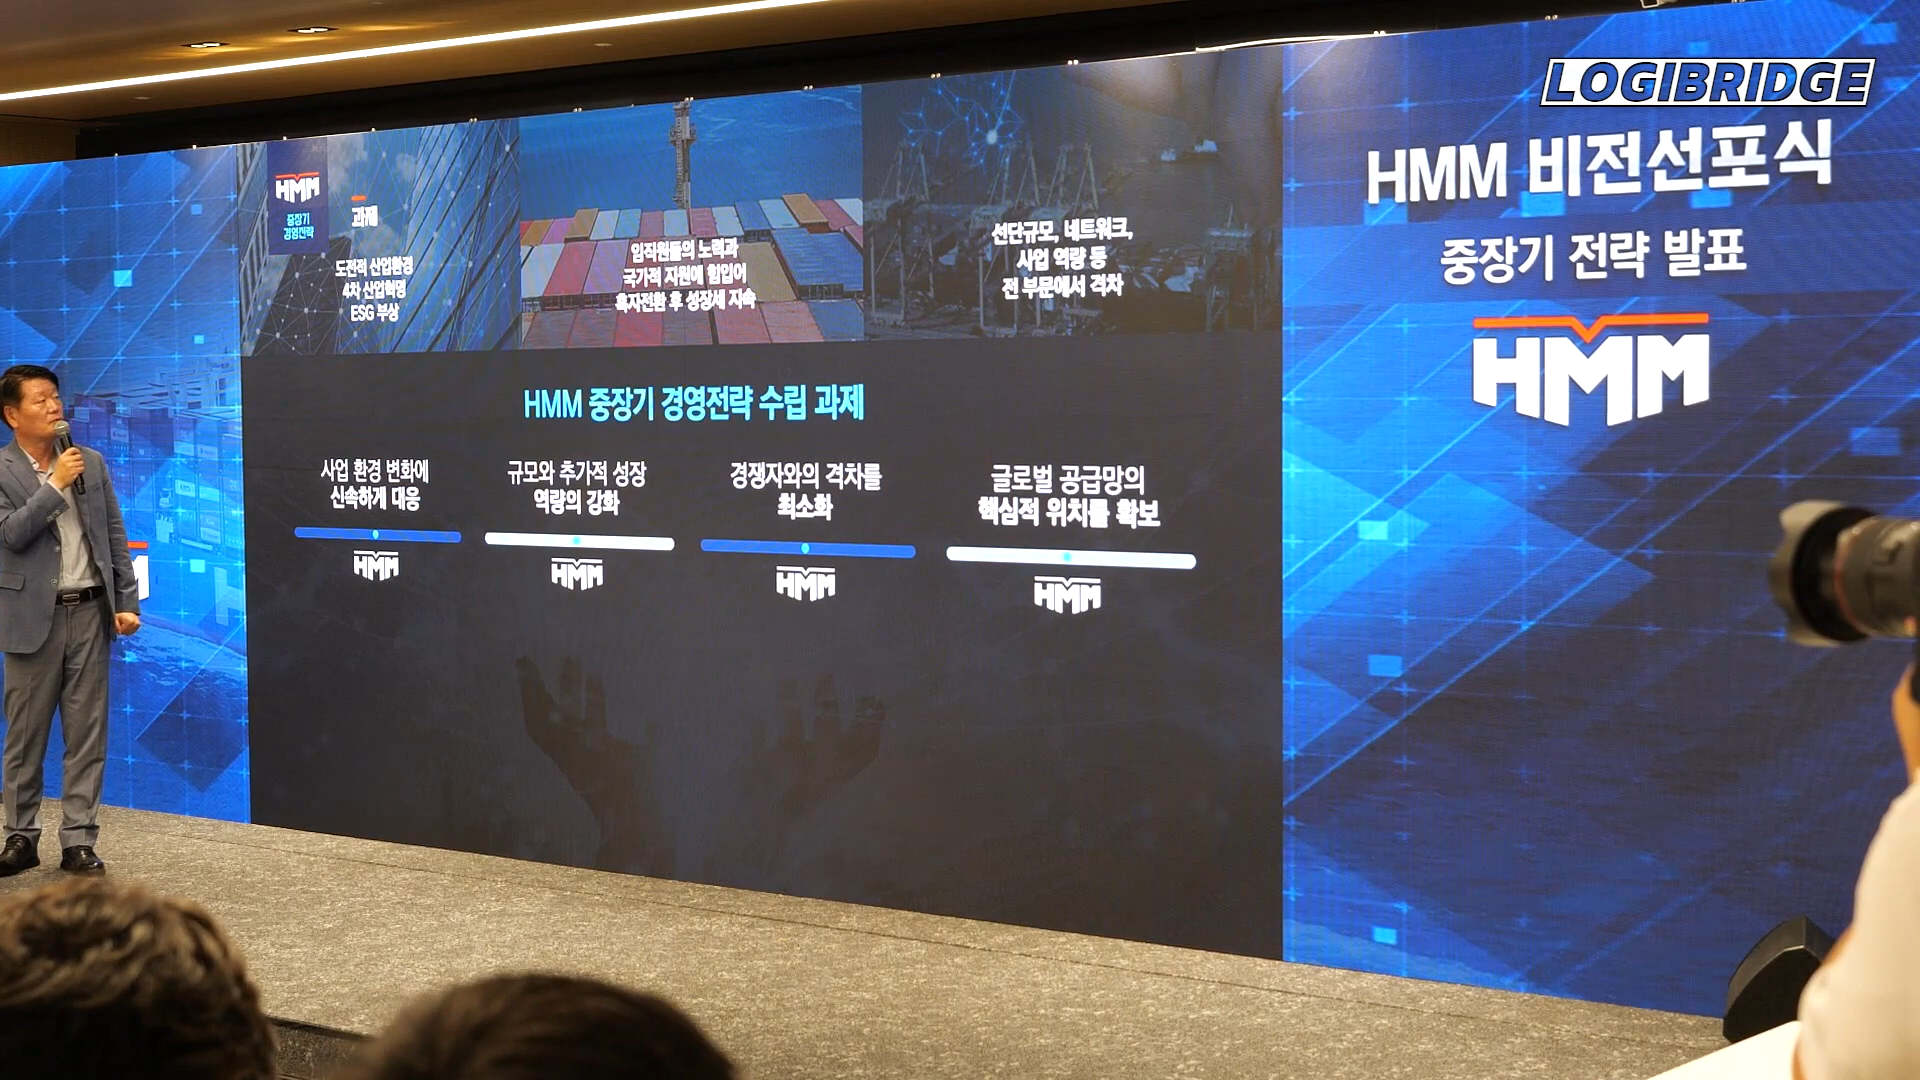 LOGIBRIDGE
HMM 비전선포식
중장기 전략 발표
HMM
HMM
중장기
경영전략
과제
도전적 산업환경
4차 산업혁명
ESG 부상
임직원들의 노력과
국가적 지원에 힘입어
흑자전환 후 성장세 지속
선단규모, 네트워크,
사업 역량 등
전 부문에서 격차
HMM 중장기 경영전략 수립 과제
사업 환경 변화에
신속하게 대응
HMM
규모와 추가적 성장
역량의 강화
HMM
경쟁자와의 격차를
최소화
HMM
글로벌 공급망의
핵심적 위치를 확보
HMM